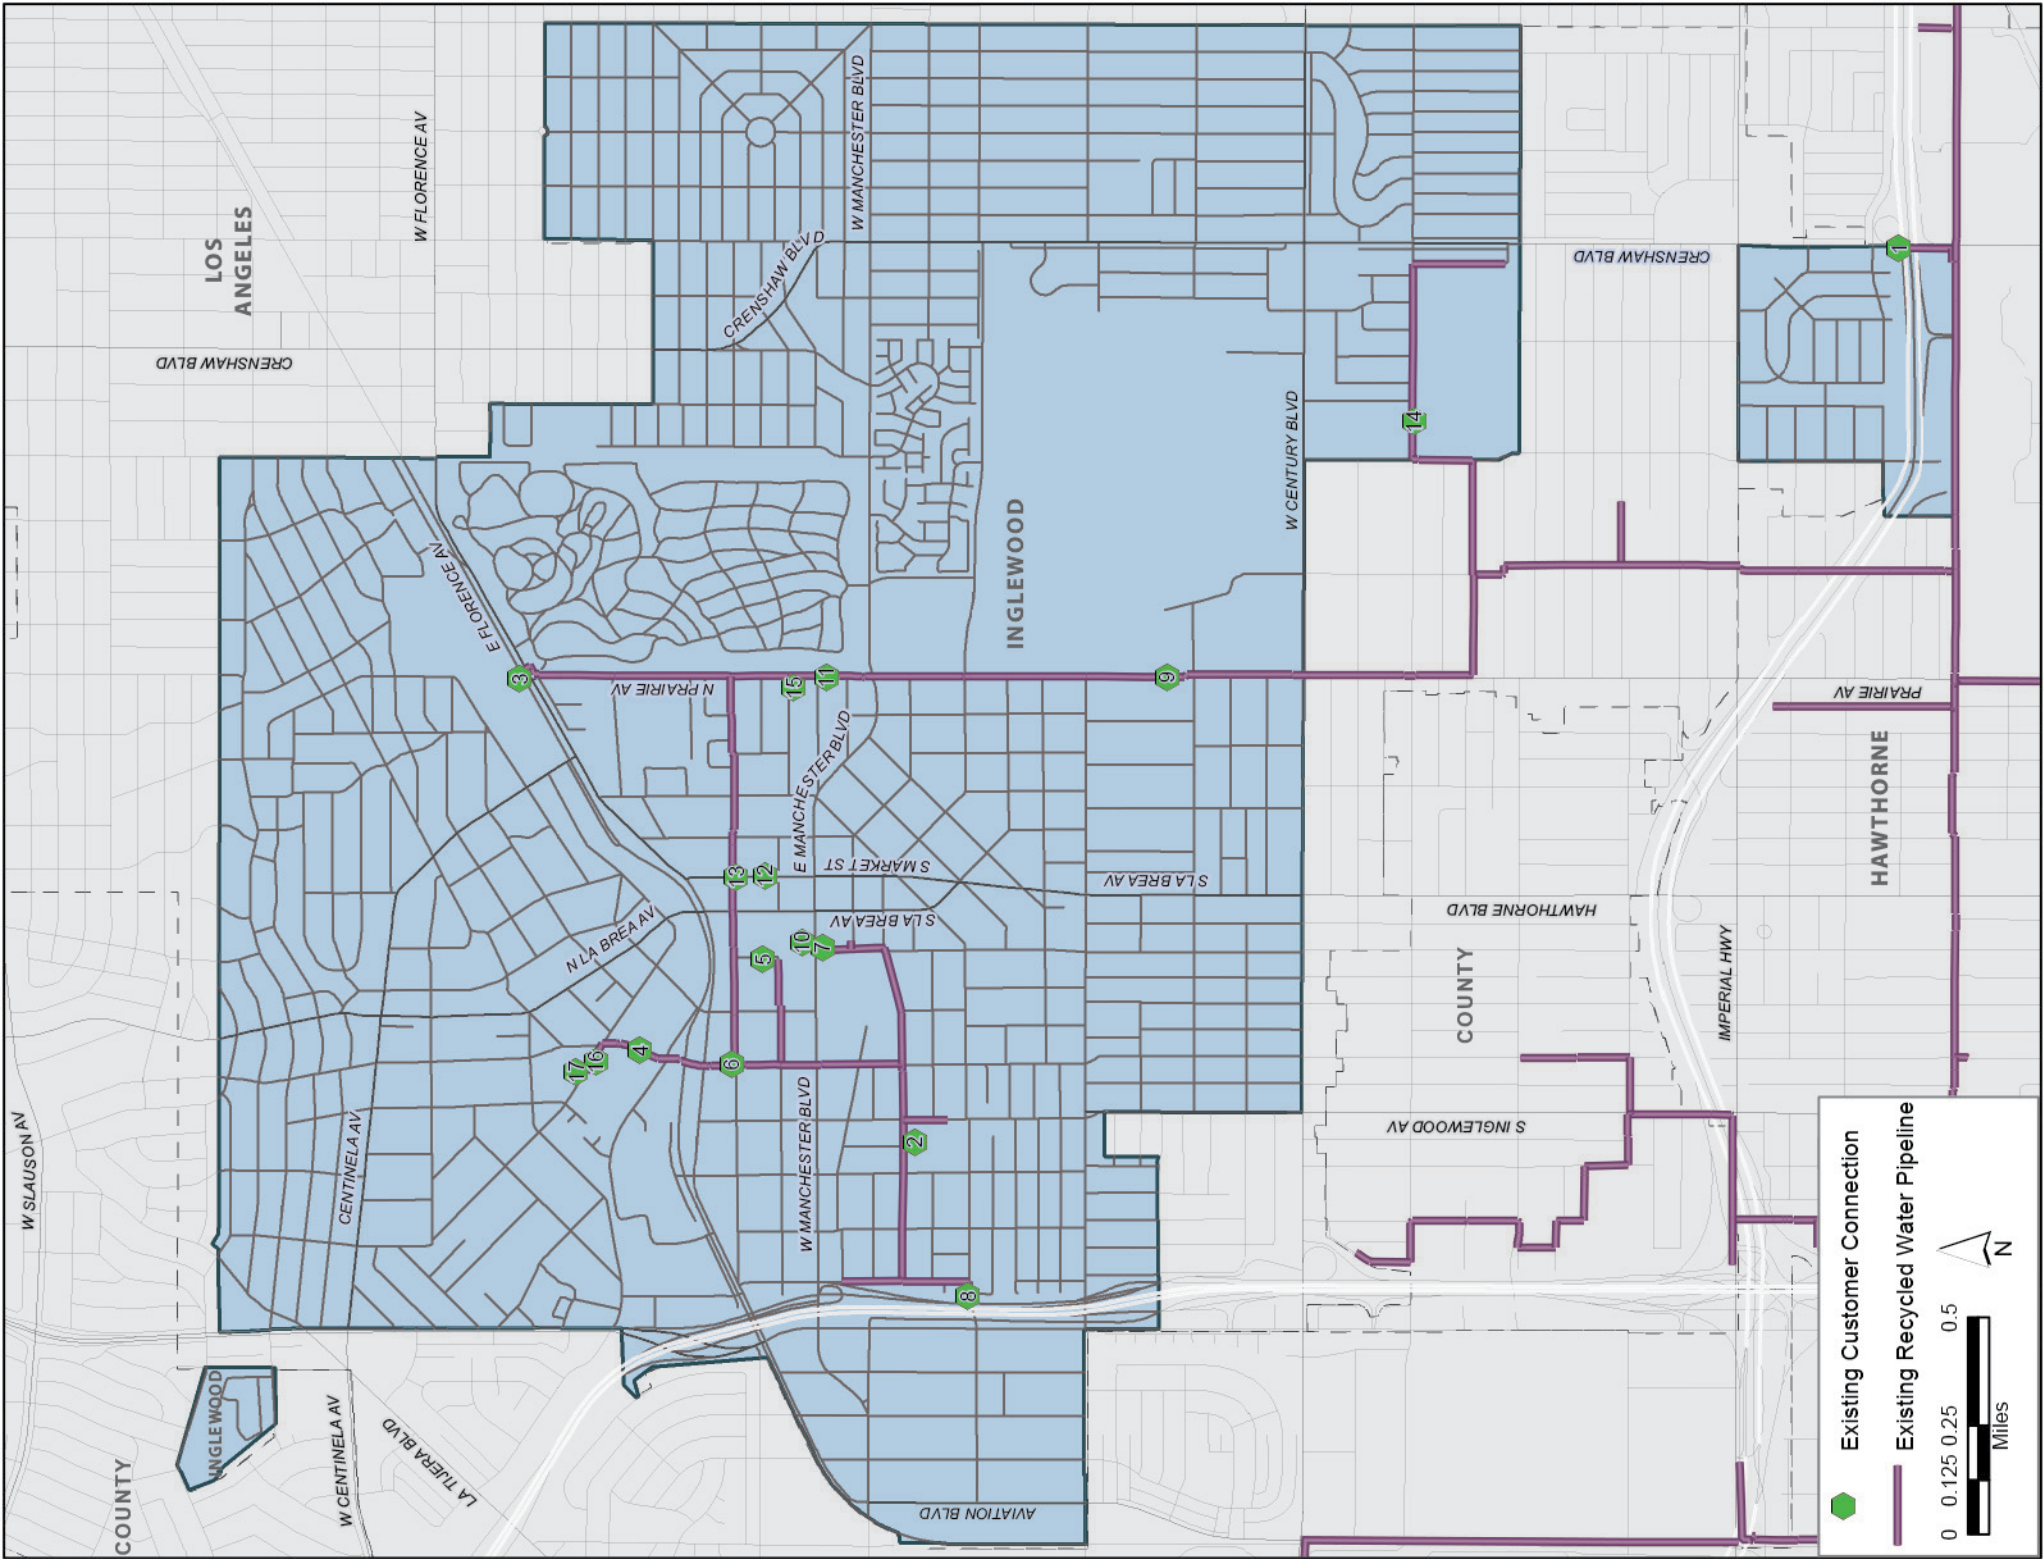 W SLAUSON AV
COUNTY
INGLEWOOD
LOS
ANGELES
CRENSHAW BLVD
W CENTINELA AV
CENTINELA AV
LA TIJERA BLVD
W FLORENCE AV
E FLORENCE AV
3
17
16
N LA BREA AV
4
N PRAIRIE AV
6
13
5
12
CRENSHAW BLVD
15
10
W MANCHESTER BLVD
E MANCHESTER BLVD
7
11
W MANCHESTER BLVD
S MARKET ST
S LA BREA AV
2
8
AVIATION BLVD
INGLEWOOD
S LA BREA AV
9
W CENTURY BLVD
14
S INGLEWOOD AV
COUNTY
HAWTHORNE BLVD
CRENSHAW BLVD
IMPERIAL HWY
PRAIRIE AV
HAWTHORNE
1
Existing Customer Connection
Existing Recycled Water Pipeline
0 0.125 0.25 0.5
Miles
N